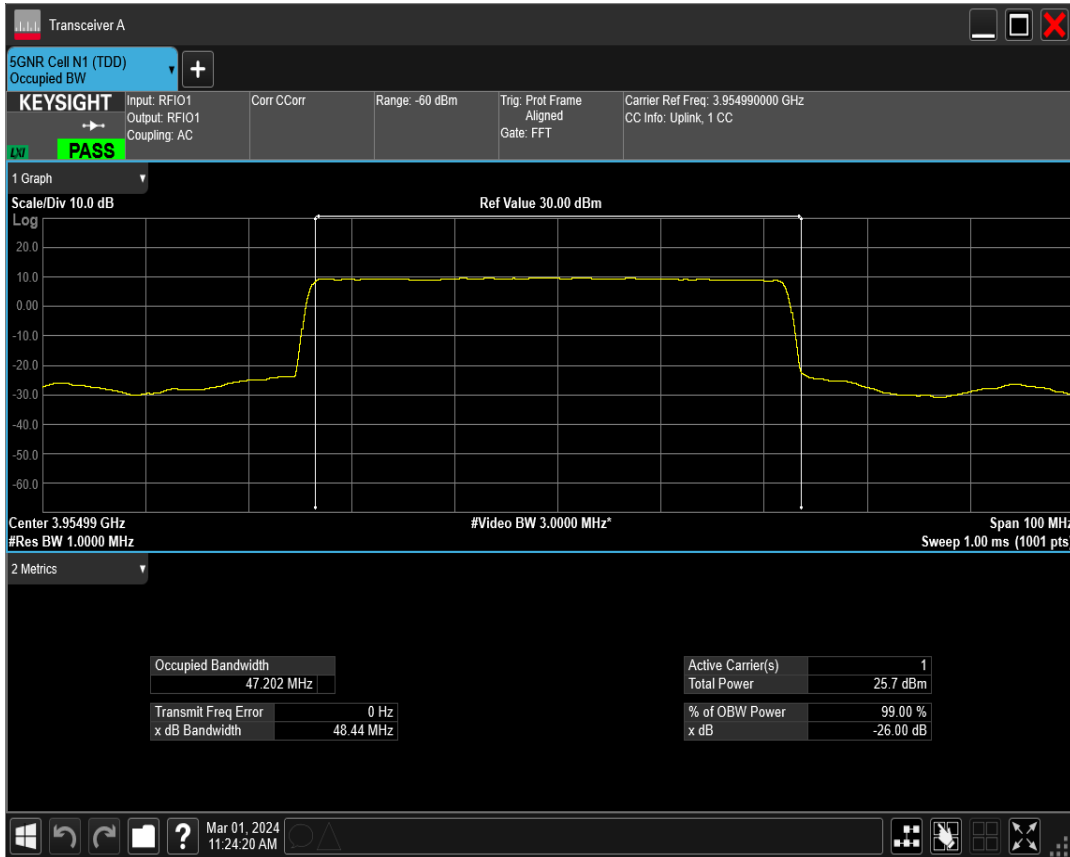 Transceiver A
5GNR Cell N1 (TDD)
Occupied BW
+
KEYSIGHT
LXI
PASS
Input: RFIO1
Output: RFIO1
Coupling: AC
Corr CCorr
Range: -60 dBm
Trig: Prot Frame
Aligned
Gate: FFT
Carrier Ref Freq: 3.954990000 GHz
CC Info: Uplink, 1 CC
1 Graph
Scale/Div 10.0 dB
Ref Value 30.00 dBm
Log
20.0
10.0
0.00
-10.0
-20.0
-30.0
-40.0
-50.0
-60.0
Center 3.95499 GHz
#Video BW 3.0000 MHz*
Span 100 MHz
#Res BW 1.0000 MHz
Sweep 1.00 ms (1001 pts)
2 Metrics
Occupied Bandwidth
47.202 MHz
Transmit Freq Error 0 Hz
x dB Bandwidth 48.44 MHz
Active Carrier(s) 1
Total Power 25.7 dBm
% of OBW Power 99.00 %
x dB -26.00 dB
?
Mar 01, 2024
11:24:20 AM